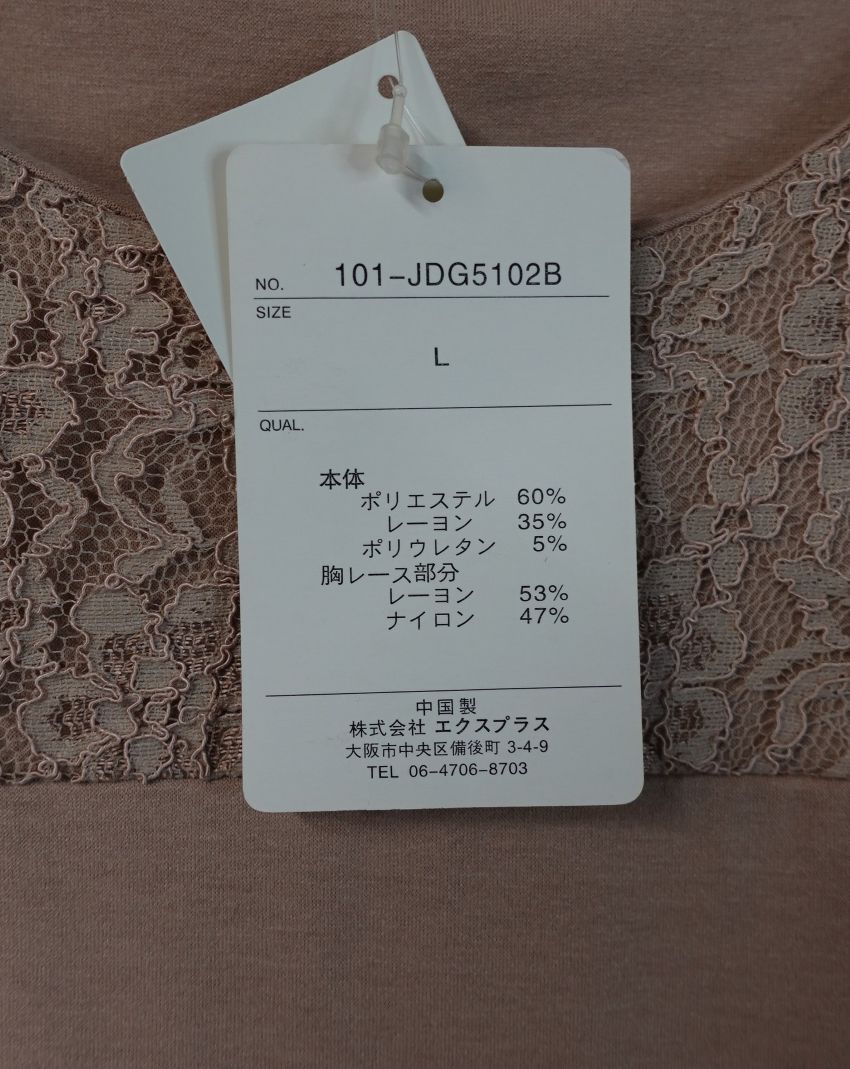 NO. 101-JDG5102B
SIZE
L
QUAL.
本体
ポリエステル 60%
レーヨン 35%
ポリウレタン 5%
胸レース部分
レーヨン 53%
ナイロン 47%
中国製
株式会社 エクスプラス
大阪市中央区備後町 3-4-9
TEL 06-4706-8703